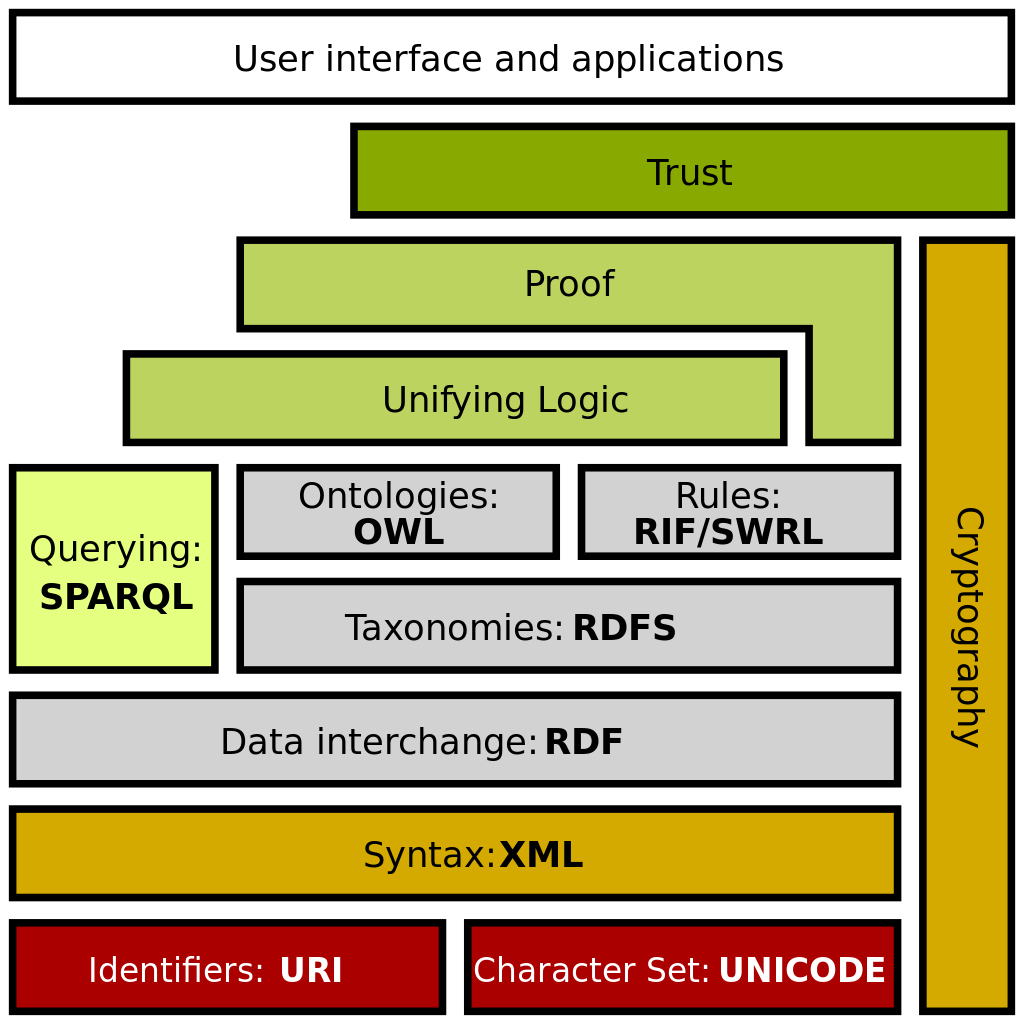 User interface and applications
Trust
Proof
Unifying Logic
Querying:
SPARQL
Ontologies:
OWL
Rules:
RIF/SWRL
Taxonomies: RDFS
Data interchange: RDF
Syntax: XML
Identifiers: URI
Character Set: UNICODE
Cryptography